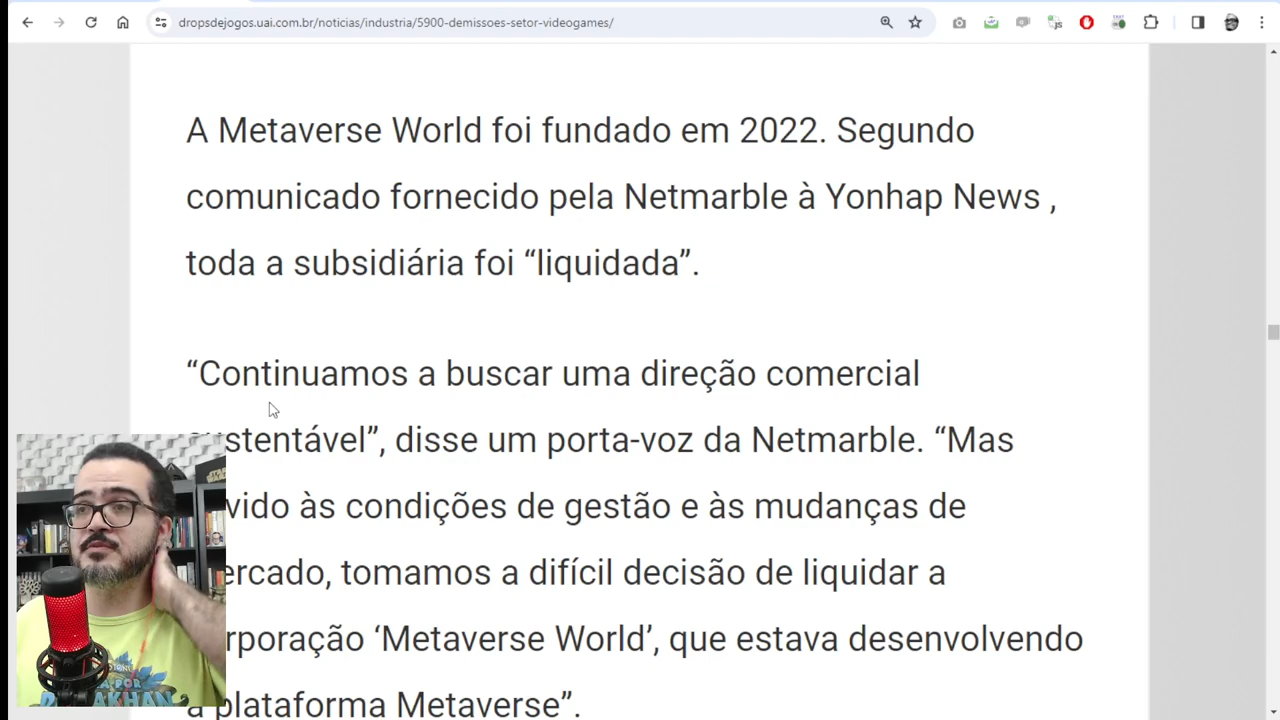 dropsdejogos.uai.com.br/noticias/industria/5900-demissoes-setor-videogames/
A Metaverse World foi fundado em 2022. Segundo
comunicado fornecido pela Netmarble à Yonhap News ,
toda a subsidiária foi “liquidada”.
“Continuamos a buscar uma direção comercial
sustentável”, disse um porta-voz da Netmarble. “Mas
vido às condições de gestão e às mudanças de
ercado, tomamos a difícil decisão de liquidar a
rporação ‘Metaverse World’, que estava desenvolvendo
a plataforma Metaverse”.
STAR